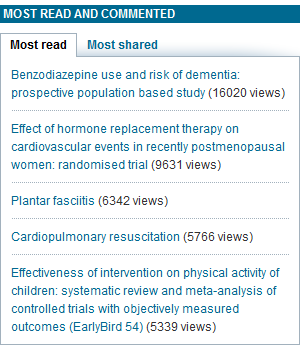 MOST READ AND COMMENTED
Most read
Most shared
Benzodiazepine use and risk of dementia:
prospective population based study (16020 views)
Effect of hormone replacement therapy on
cardiovascular events in recently postmenopausal
women: randomised trial (9631 views)
Plantar fasciitis (6342 views)
Cardiopulmonary resuscitation (5766 views)
Effectiveness of intervention on physical activity of
children: systematic review and meta-analysis of
controlled trials with objectively measured
outcomes (EarlyBird 54) (5339 views)